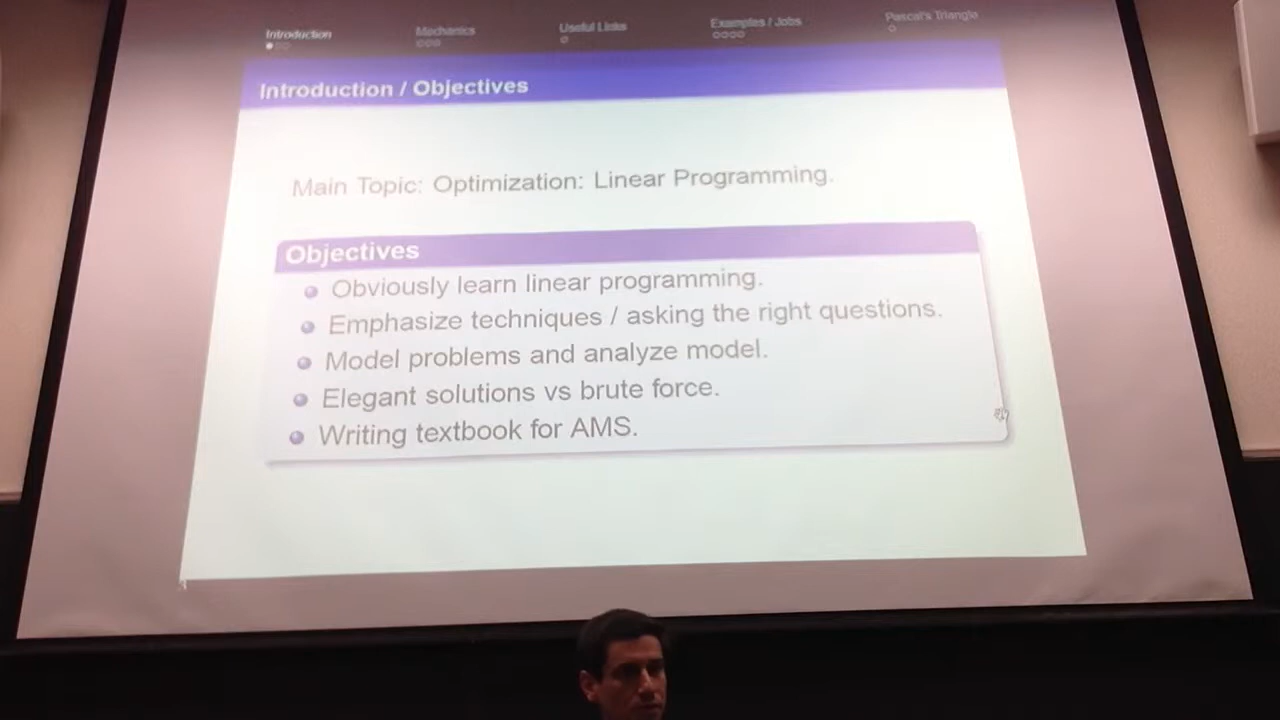 Introduction Mechanics Useful Links Examples / Jobs Pascal's Triangle
Introduction / Objectives
Main Topic: Optimization: Linear Programming.
Objectives
Obviously learn linear programming.
Emphasize techniques / asking the right questions.
Model problems and analyze model.
Elegant solutions vs brute force.
Writing textbook for AMS.